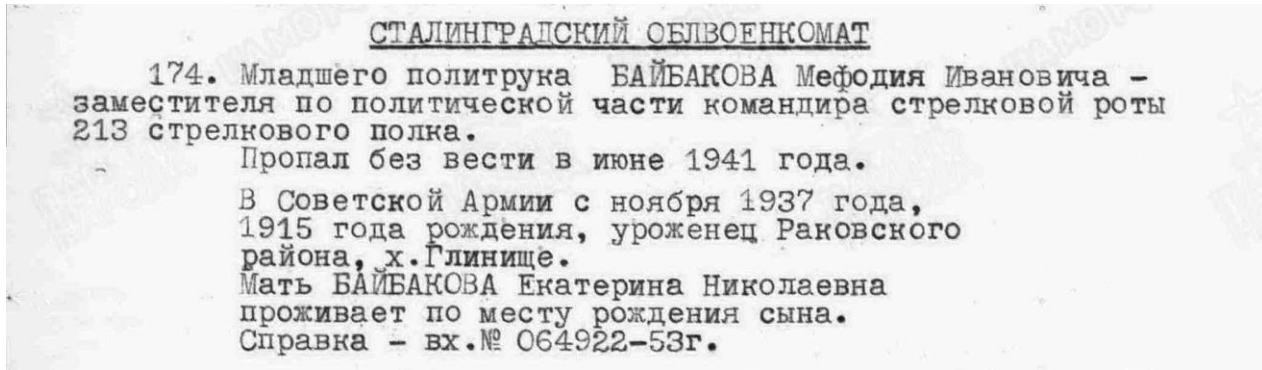 СТАЛИНГРАДСКИЙ ОБЛВОЕНКОМАТ
174. Младшего политрука БАЙБАКОВА Мефодия Ивановича –
заместителя по политической части командира стрелковой роты
213 стрелкового полка.
Пропал без вести в июне 1941 года.
В Советской Армии с ноября 1937 года,
1915 года рождения, уроженец Раковского
района, х.Глинище.
Мать БАЙБАКОВА Екатерина Николаевна
проживает по месту рождения сына.
Справка – вх.№ 064922-53г.